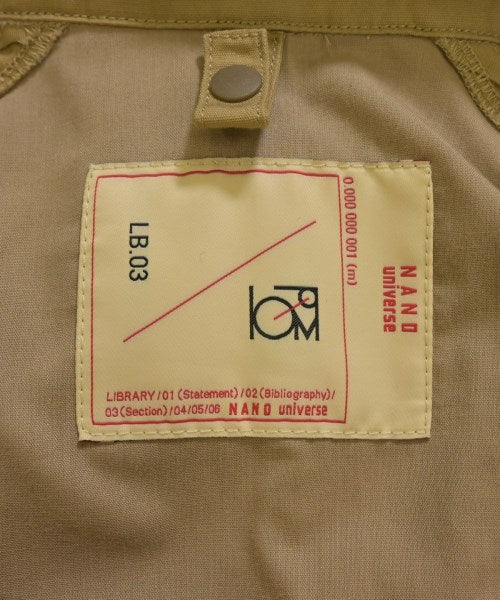 LB.03
0.000 000 001 (m)
NANO
universe
LIBRARY/01 (Statement)/02 (Bibliography)/
03 (Section)/04/05/06 NANO universe